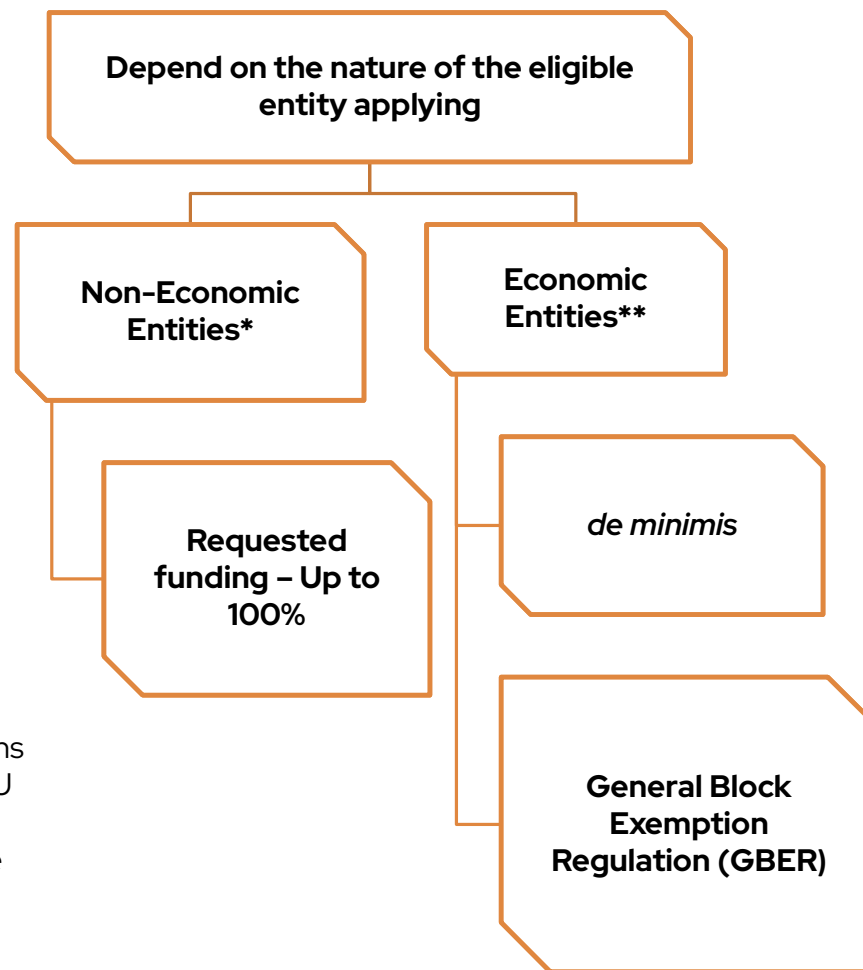 Depend on the nature of the eligible
entity applying
Non-Economic
Entities*
Economic
Entities**
Requested
funding – Up to
100%
de minimis
General Block
Exemption
Regulation (GBER)